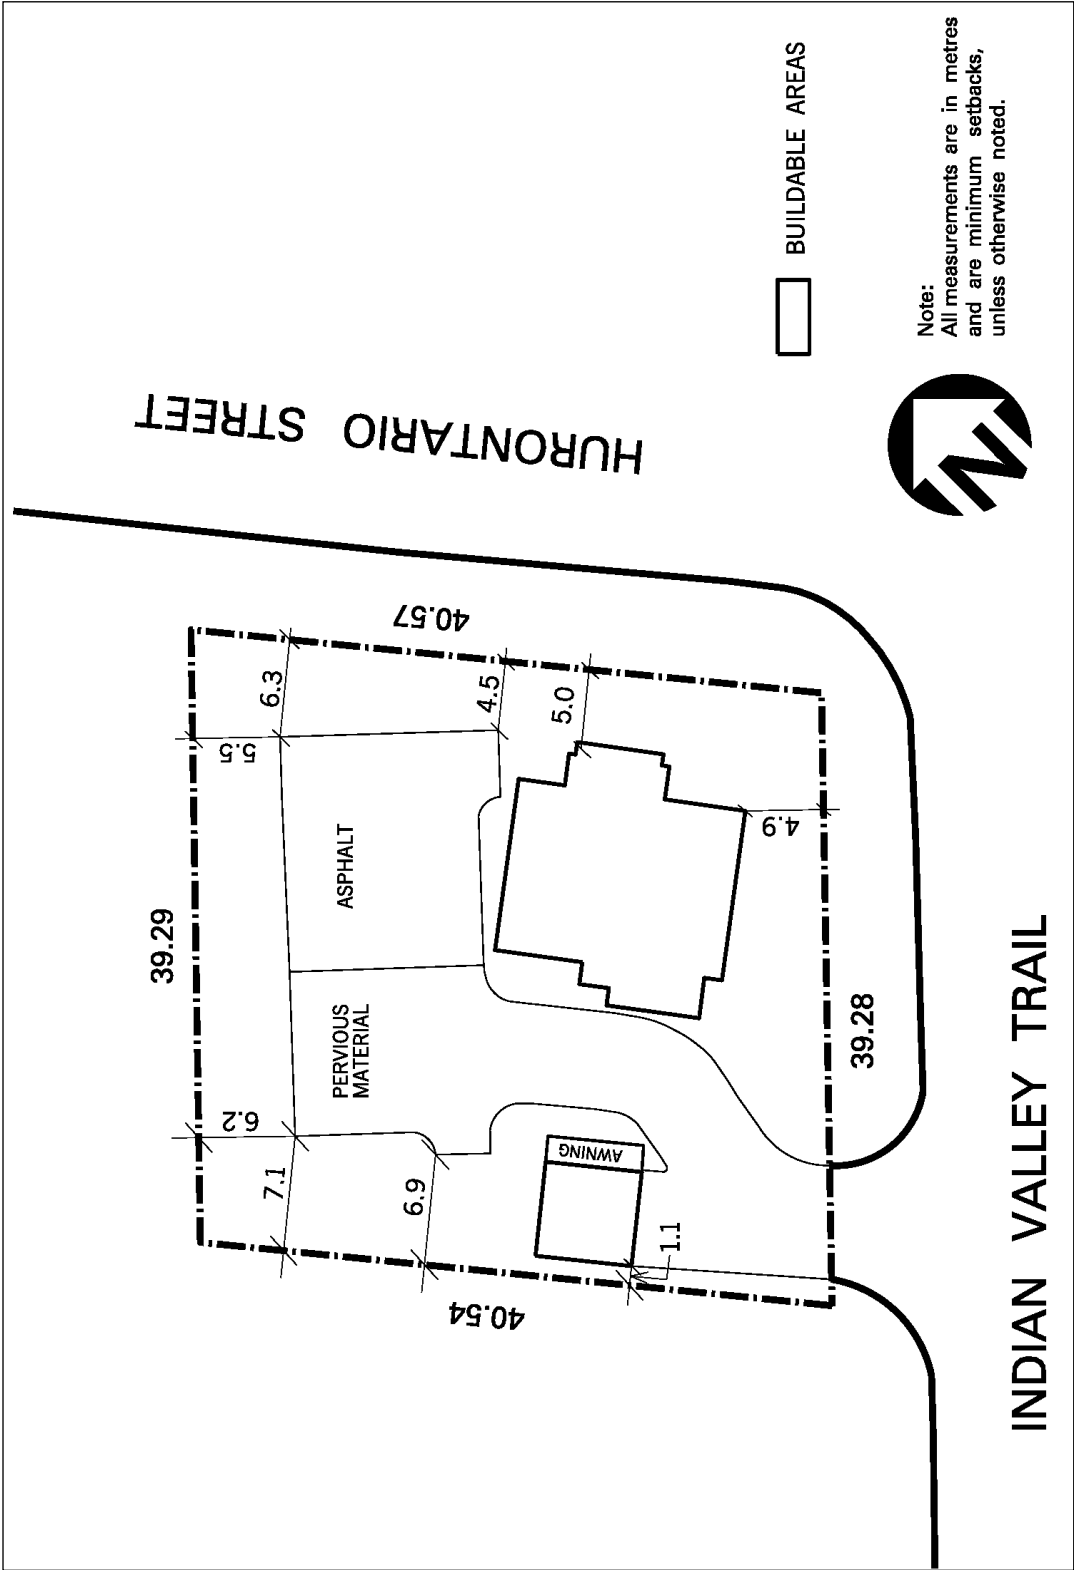 HURONTARIO STREET
40.57
39.29
39.28
40.54
6.3
5.5
4.5
5.0
4.9
6.2
7.1
6.9
1.1
ASPHALT
PERVIOUS
MATERIAL
AWNING
INDIAN VALLEY TRAIL
BUILDABLE AREAS
N
Note:
All measurements are in metres
and are minimum setbacks,
unless otherwise noted.